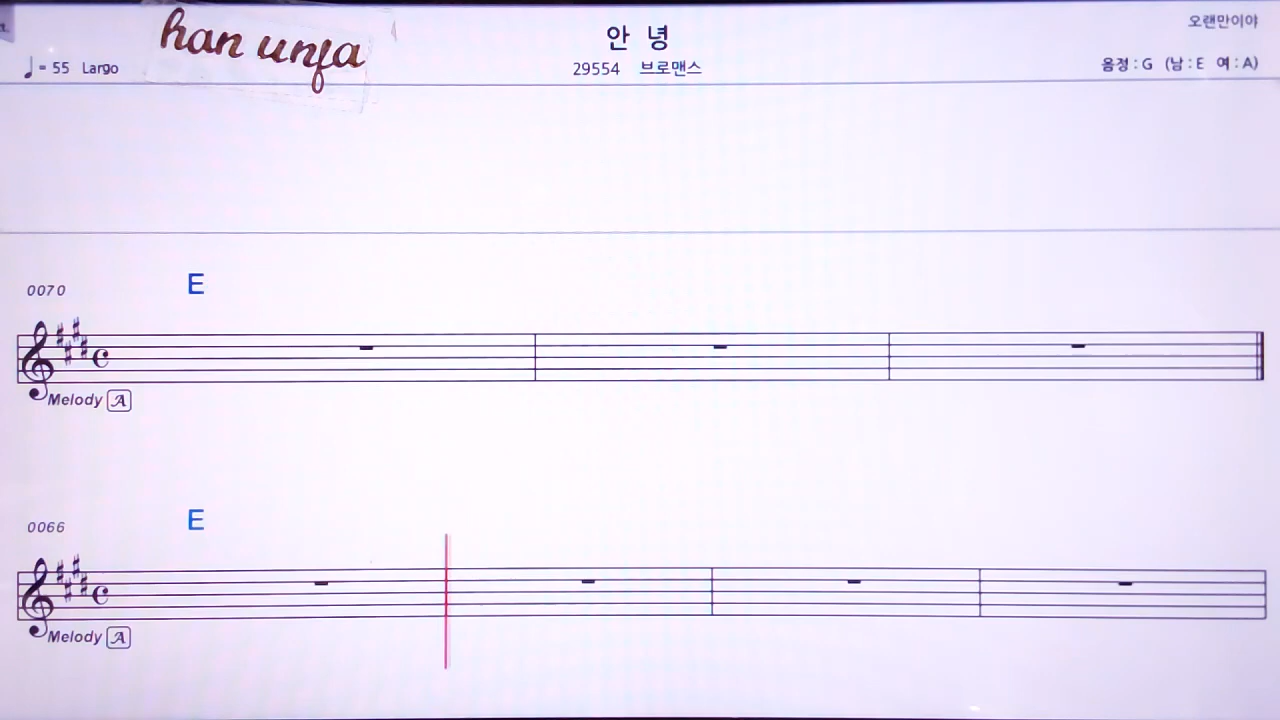 han unfa
안 녕
오랜만이야
♩ = 55 Largo
29554 브로맨스
음정 : G (남 : E 여 : A)
0070 E
Melody A
0066 E
Melody A